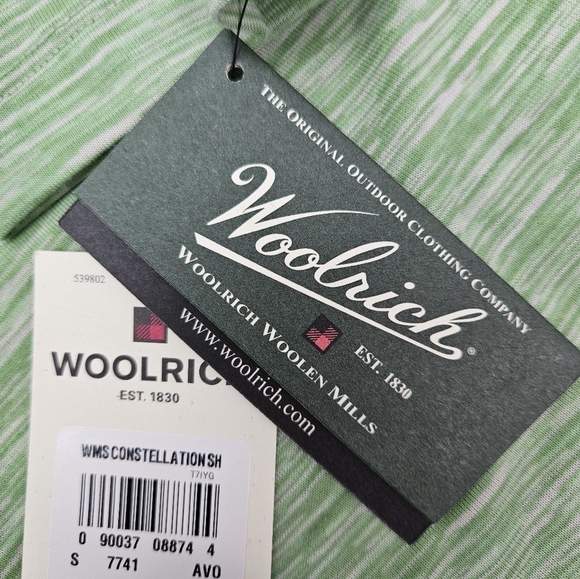 THE ORIGINAL OUTDOOR CLOTHING COMPANY
Woolrich®
EST. 1830
WOOLRICH WOOLEN MILLS
www.woolrich.com
539802
WOOLRICH
EST. 1830
WMS CONSTELLATION SH
T7IYG
0 90037 08874 4
S 7741 AVO